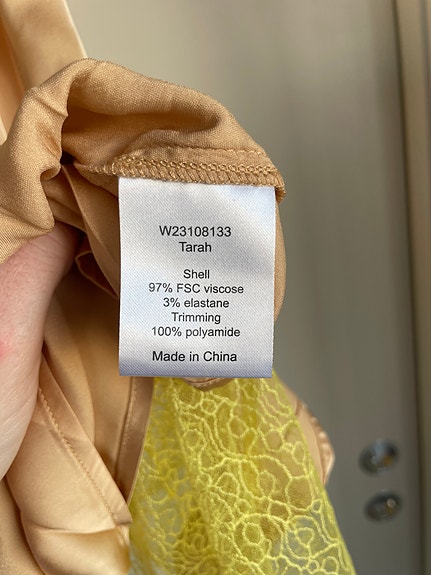 W23108133
Tarah
Shell
97% FSC viscose
3% elastane
Trimming
100% polyamide
Made in China